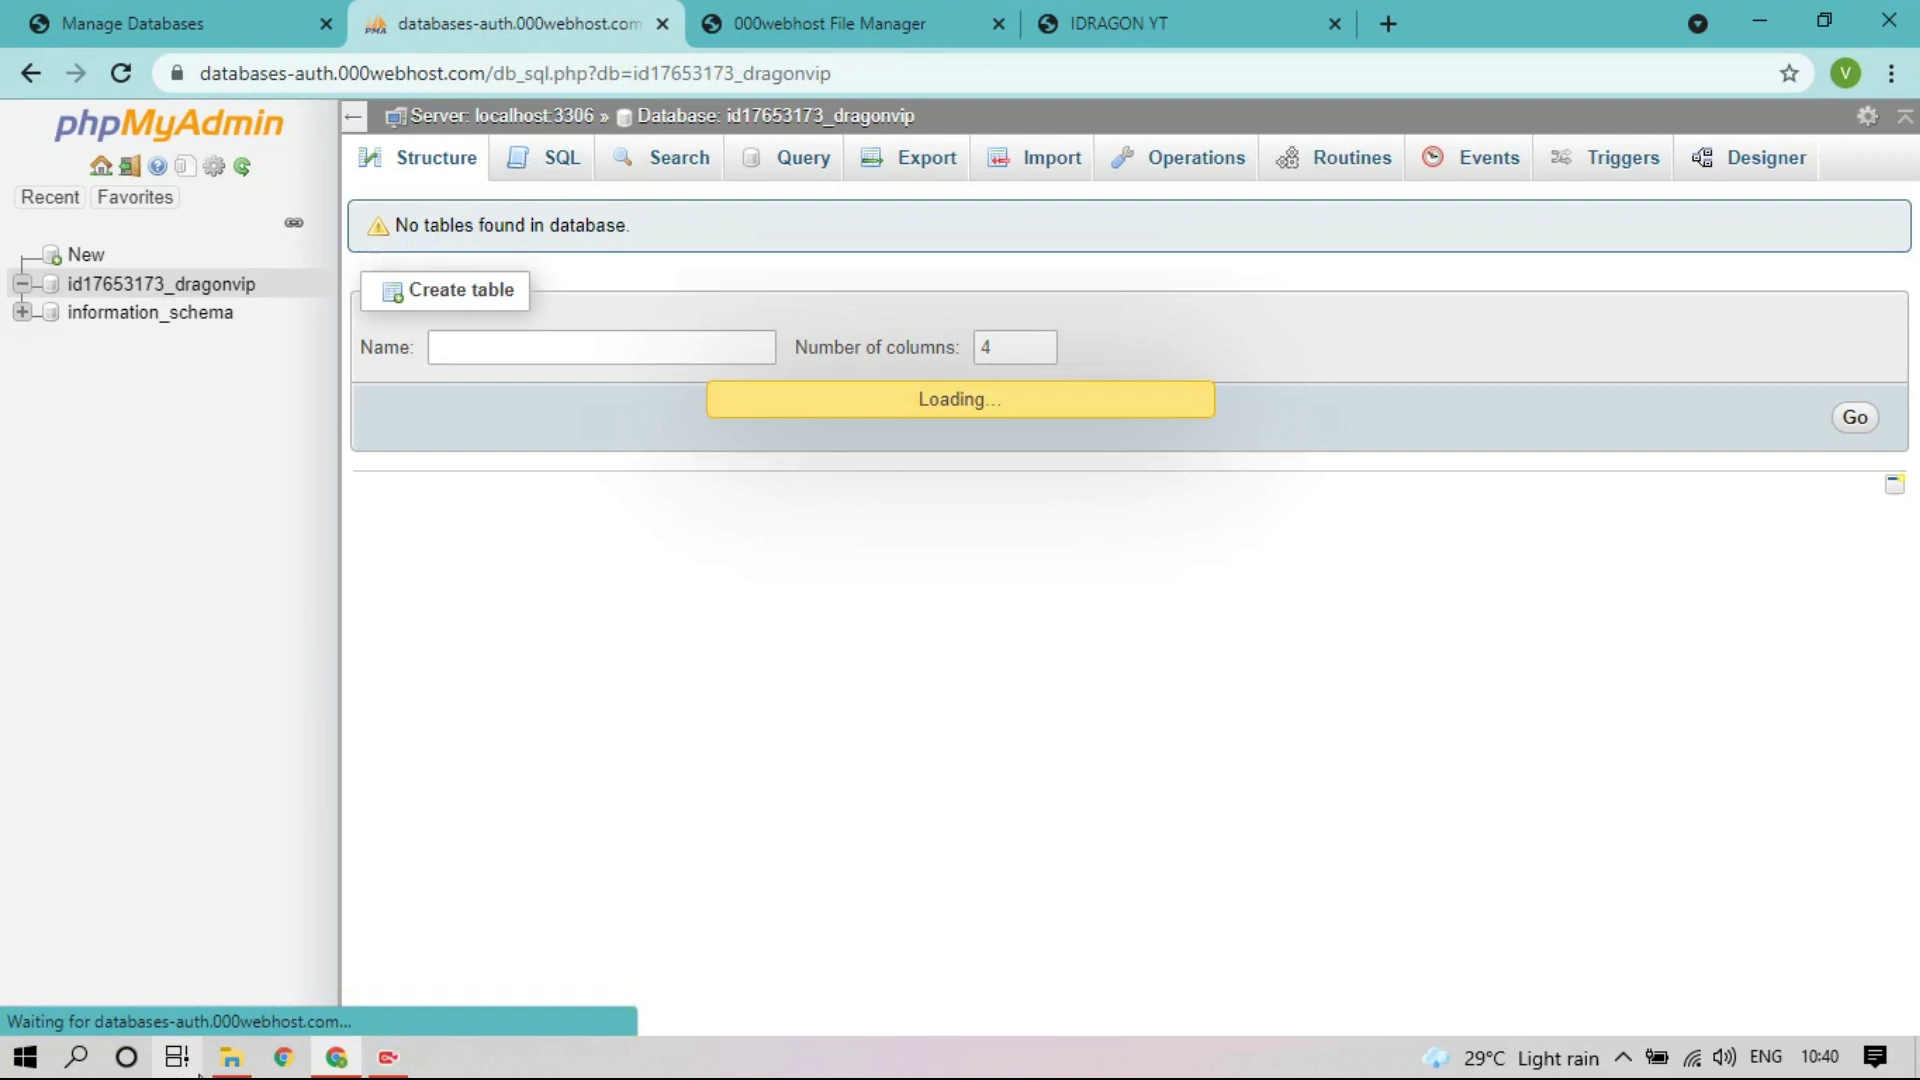 Manage Databases
databases-auth.000webhost.com
000webhost File Manager
IDRAGON YT
databases-auth.000webhost.com/db_sql.php?db=id17653173_dragonvip
V
phpMyAdmin
Server: localhost:3306 » Database: id17653173_dragonvip
Structure SQL Search Query Export Import Operations Routines Events Triggers Designer
Recent Favorites
No tables found in database.
New
id17653173_dragonvip
information_schema
Create table
Name: Number of columns: 4
Loading...
Go
Waiting for databases-auth.000webhost.com...
29°C Light rain ENG 10:40